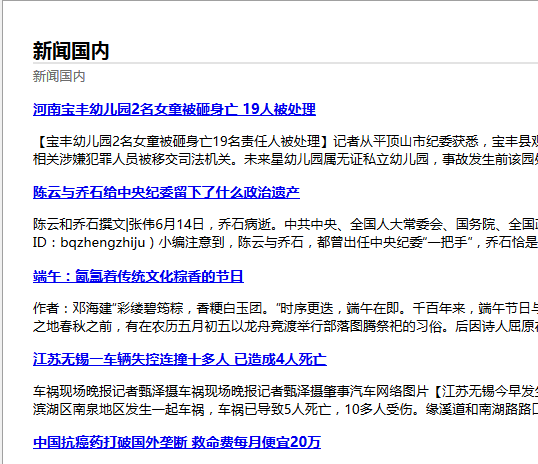 新闻国内
新闻国内
河南宝丰幼儿园2名女童被砸身亡 19人被处理
【宝丰幼儿园2名女童被砸身亡19名责任人被处理】记者从平顶山市纪委获悉，宝丰县观
相关涉嫌犯罪人员被移交司法机关。未来星幼儿园属无证私立幼儿园，事故发生前该园
陈云与乔石给中央纪委留下了什么政治遗产
陈云和乔石撰文|张伟6月14日，乔石病逝。中共中央、全国人大常委会、国务院、全国政
ID：bqzhengzhiju）小编注意到，陈云与乔石，都曾出任中央纪委“一把手”，乔石恰是
端午：氤氲着传统文化粽香的节日
作者：邓海建“彩缕碧筠粽，香粳白玉团。”时序更迭，端午在即。千百年来，端午节日与
之地春秋之前，有在农历五月初五以龙舟竞渡举行部落图腾祭祀的习俗。后因诗人屈原
江苏无锡一车辆失控连撞十多人 已造成4人死亡
车祸现场晚报记者甄泽摄车祸现场晚报记者甄泽摄肇事汽车网络图片【江苏无锡今早发生
滨湖区南泉地区发生一起车祸，车祸已导致5人死亡，10多人受伤。缘溪道和南湖路路口
中国抗癌药打破国外垄断 救命费每月便宜20万